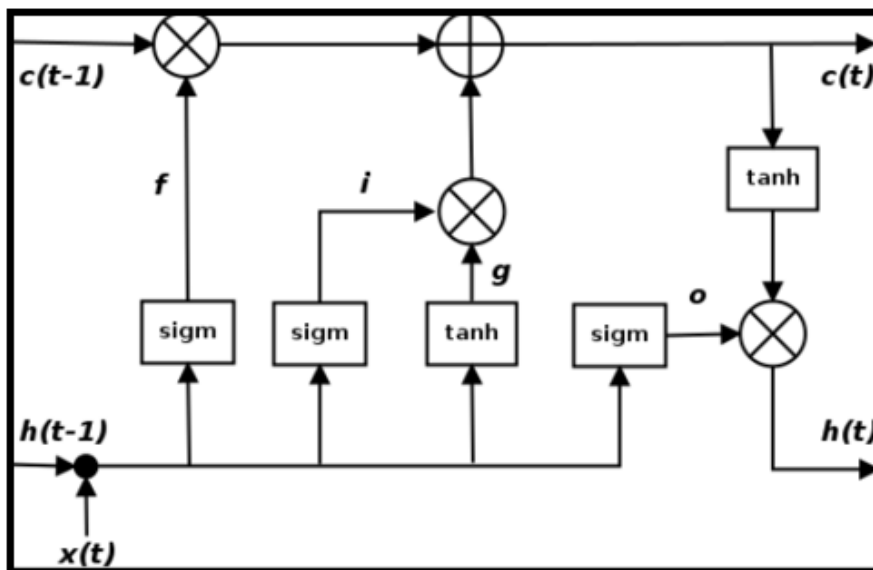 c(t-1)
c(t)
tanh
f
i
g
o
sigm
sigm
tanh
sigm
h(t-1)
h(t)
x(t)